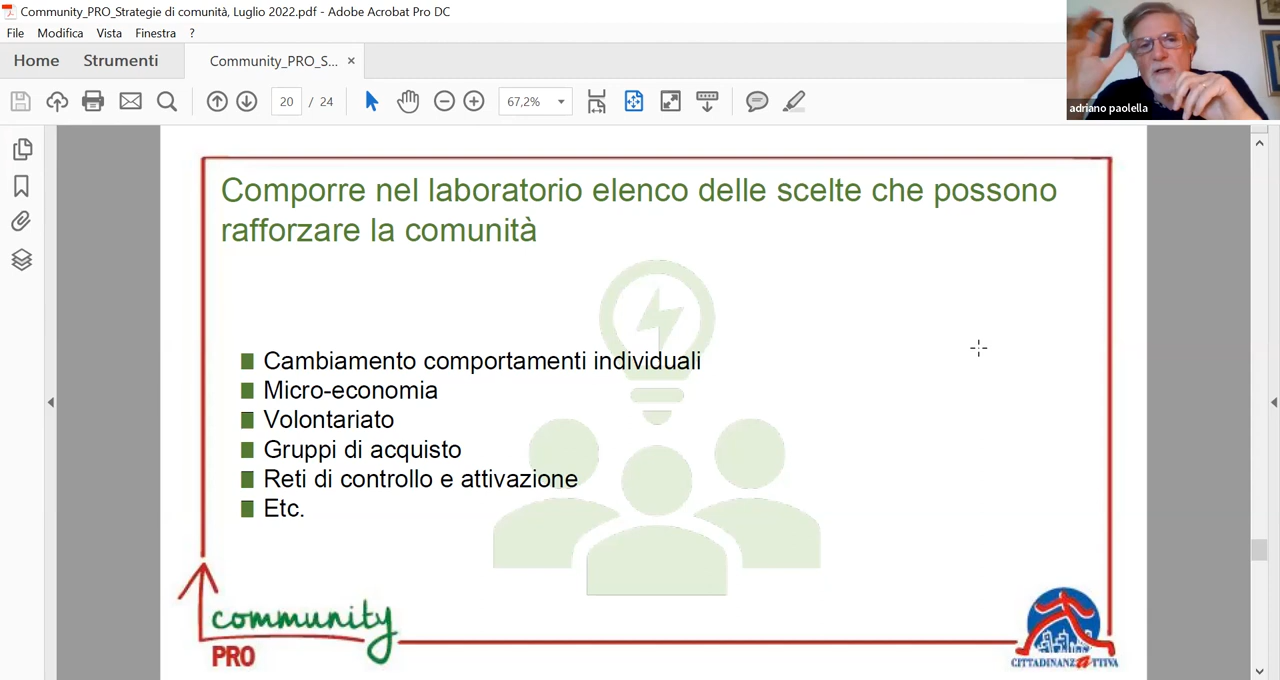 Community_PRO_Strategie di comunità, Luglio 2022.pdf - Adobe Acrobat Pro DC
File Modifica Vista Finestra ?
Home Strumenti Community_PRO_S... ×
20 / 24 67,2%
adriano paolella
Comporre nel laboratorio elenco delle scelte che possono
rafforzare la comunità
Cambiamento comportamenti individuali
Micro-economia
Volontariato
Gruppi di acquisto
Reti di controllo e attivazione
Etc.
community
PRO
CITTADINANZATTIVA